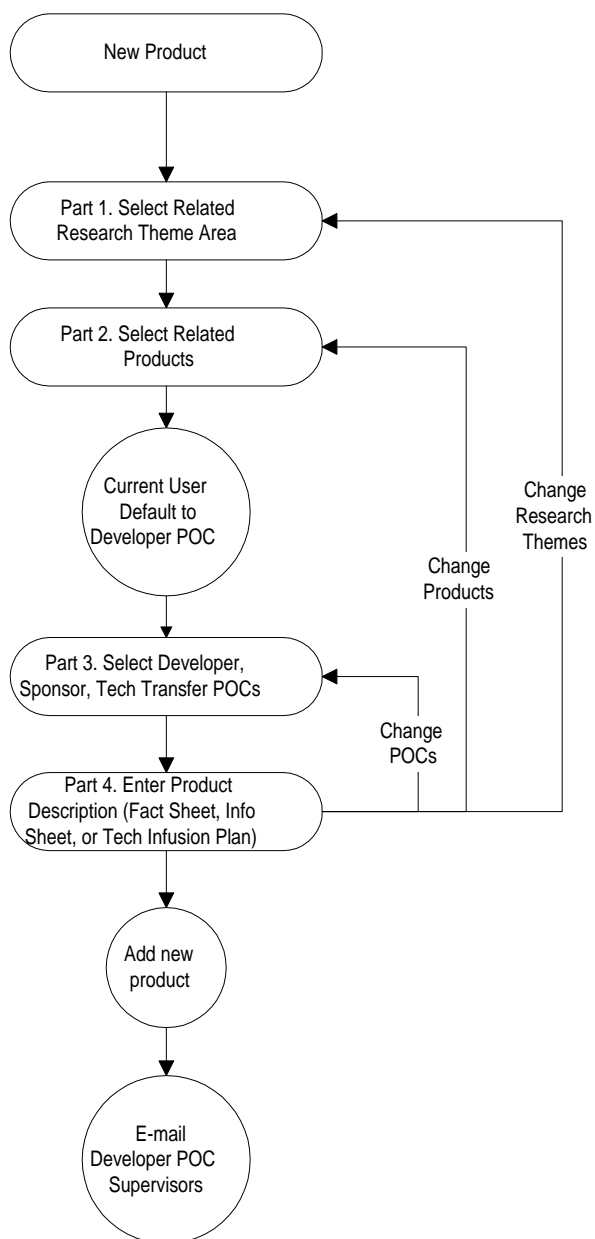 New Product
Part 1. Select Related
Research Theme Area
Part 2. Select Related
Products
Current User
Default to
Developer POC
Change
Research
Themes
Change
Products
Part 3. Select Developer,
Sponsor, Tech Transfer POCs
Change
POCs
Part 4. Enter Product
Description (Fact Sheet, Info
Sheet, or Tech Infusion Plan)
Add new
product
E-mail
Developer POC
Supervisors